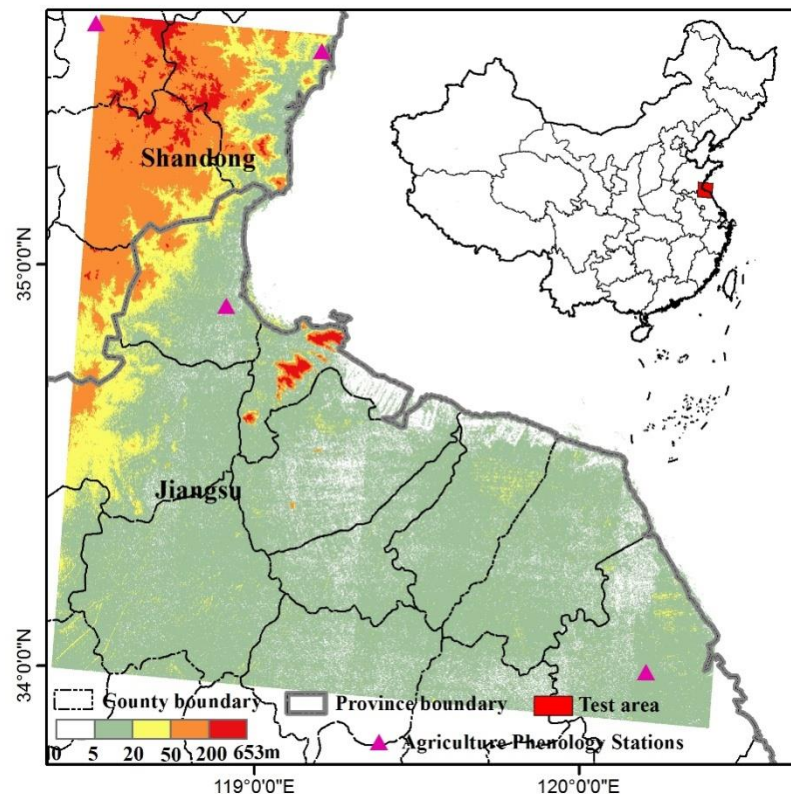 Shandong
35°0'0"N
Jiangsu
34°0'0"N
County boundary
Province boundary
Test area
0 5 20 50 200 653m
Agriculture Phenology Stations
119°0'0"E
120°0'0"E